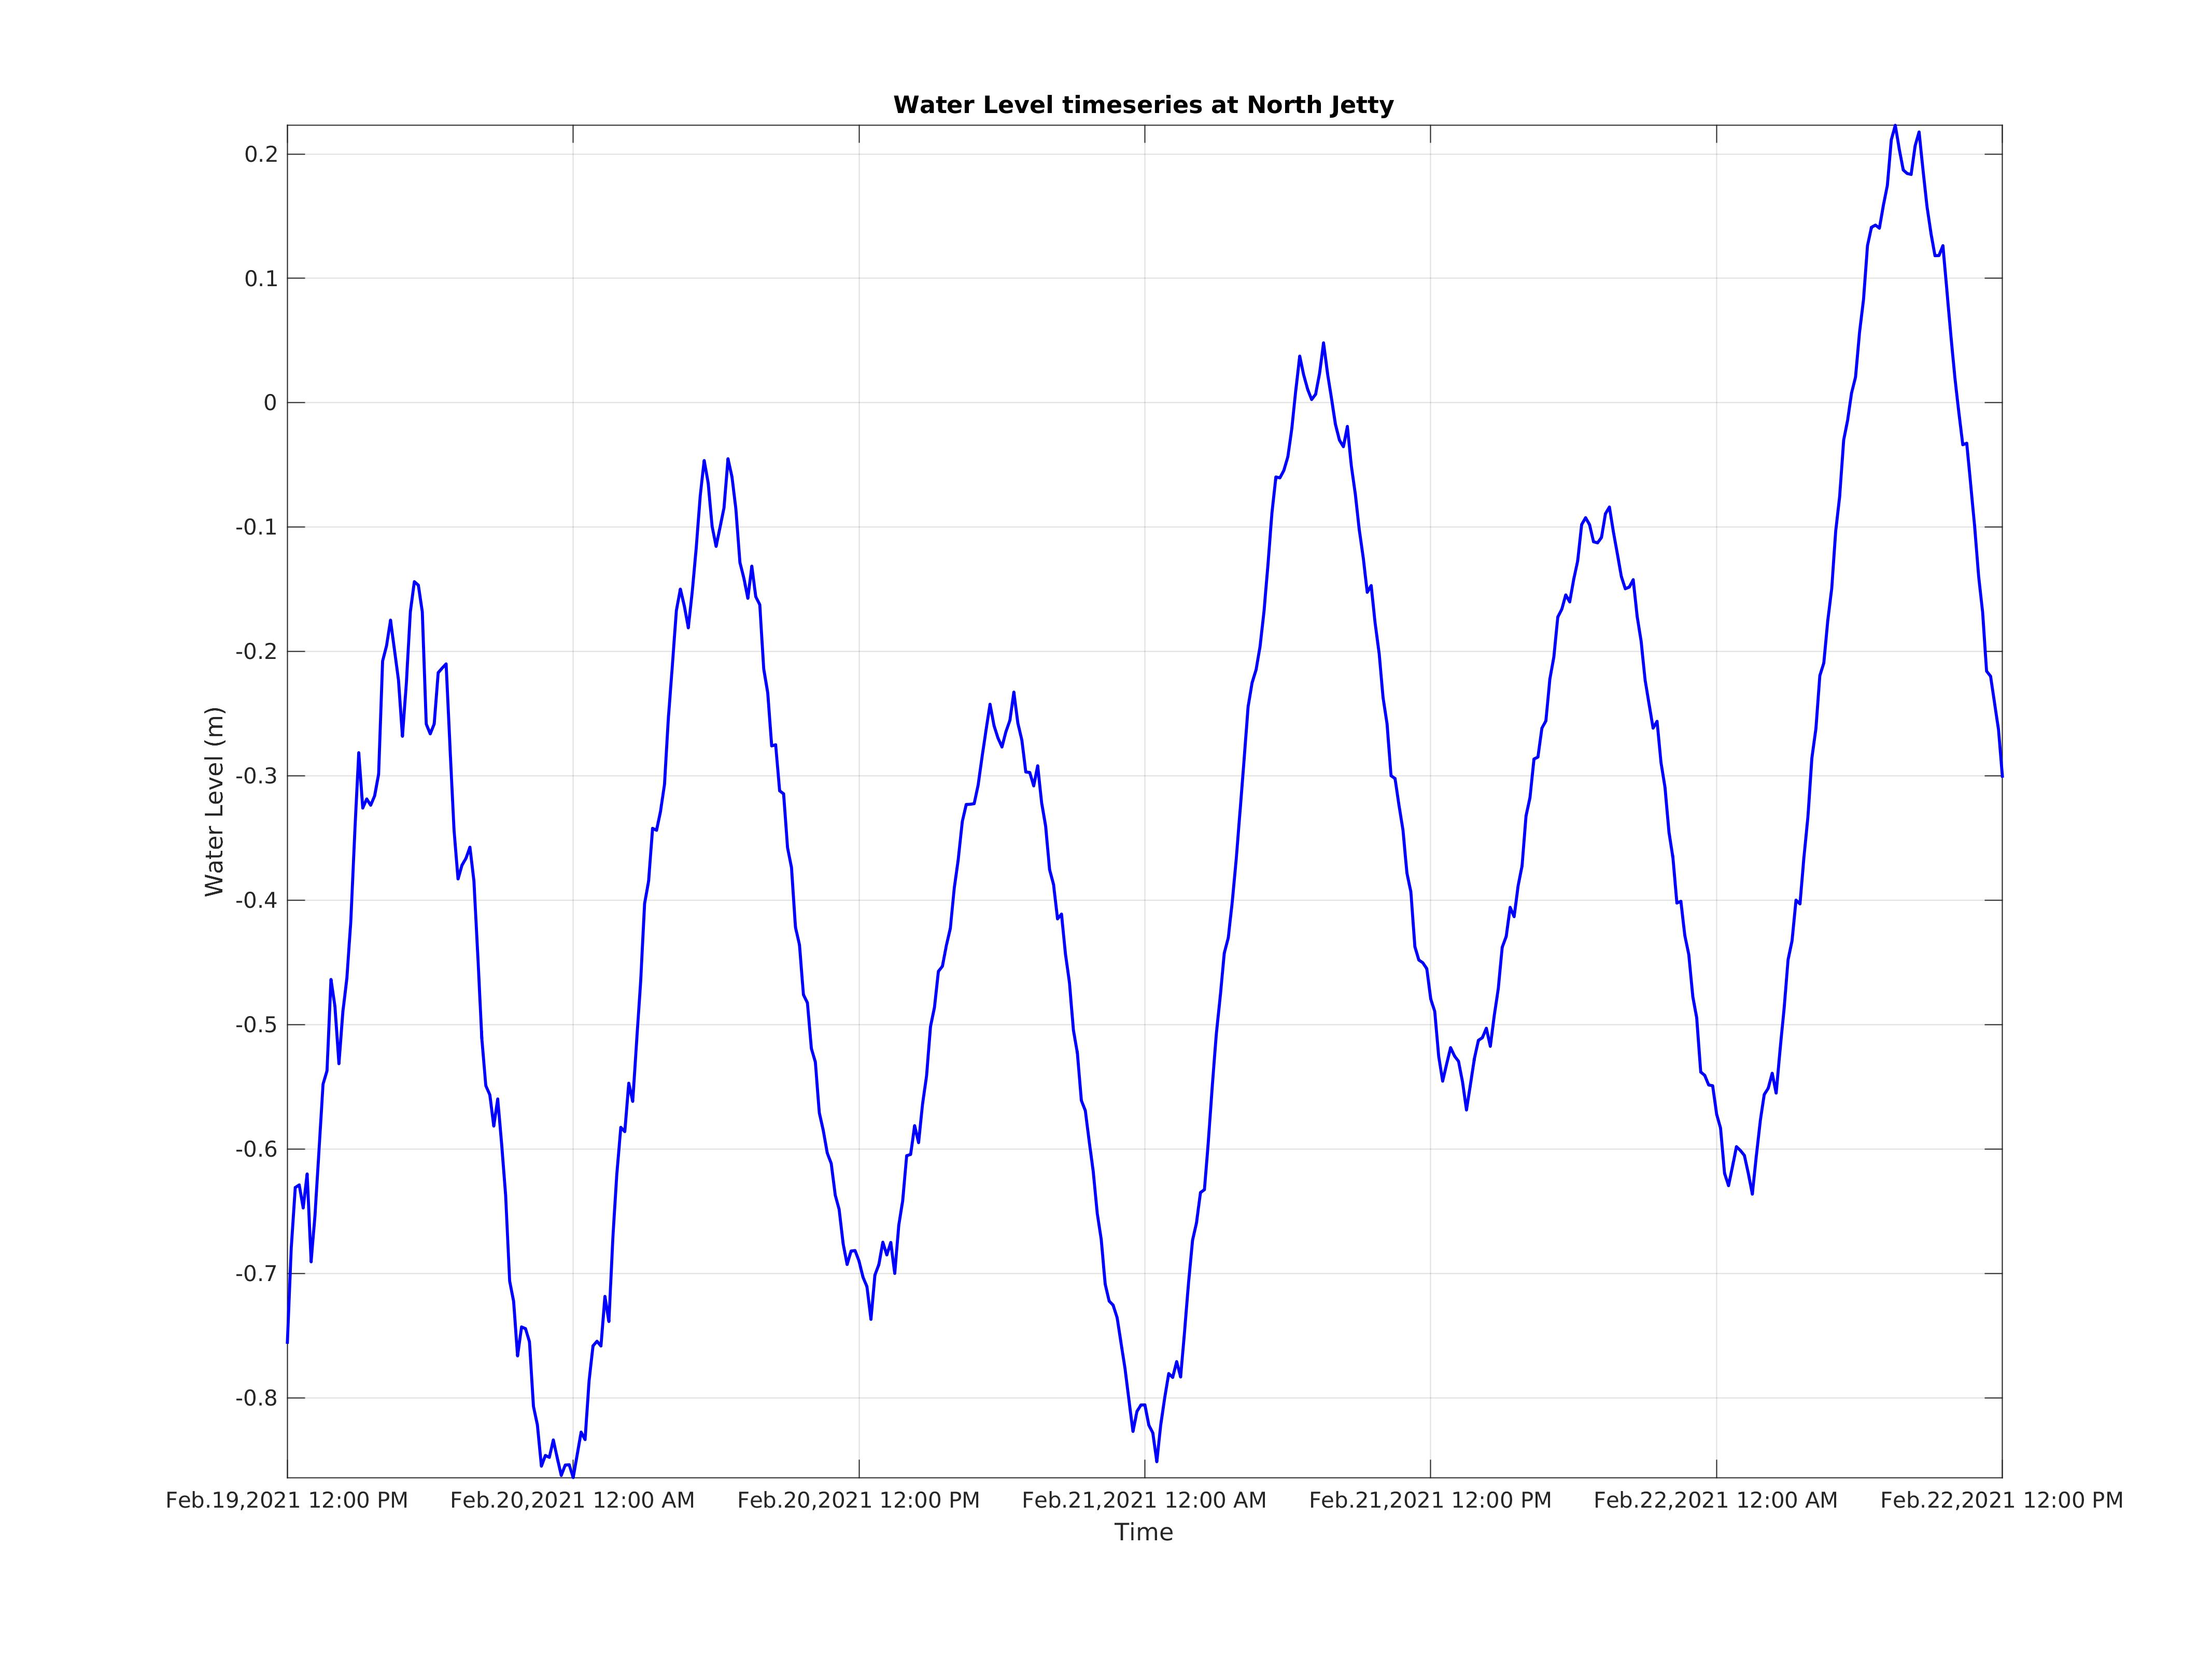 Water Level timeseries at North Jetty
0.2
0.1
0
-0.1
-0.2
-0.3
-0.4
-0.5
-0.6
-0.7
-0.8
Water Level (m)
Feb.19,2021 12:00 PM
Feb.20,2021 12:00 AM
Feb.20,2021 12:00 PM
Feb.21,2021 12:00 AM
Feb.21,2021 12:00 PM
Feb.22,2021 12:00 AM
Feb.22,2021 12:00 PM
Time